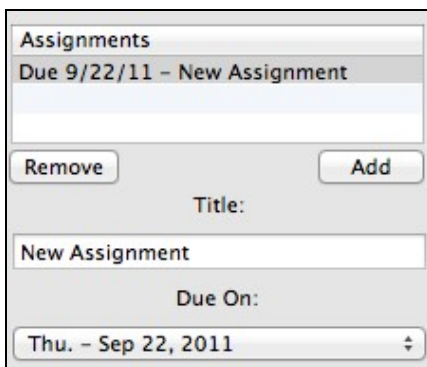 Assignments
Due 9/22/11 – New Assignment
Remove Add
Title:
New Assignment
Due On:
Thu. – Sep 22, 2011